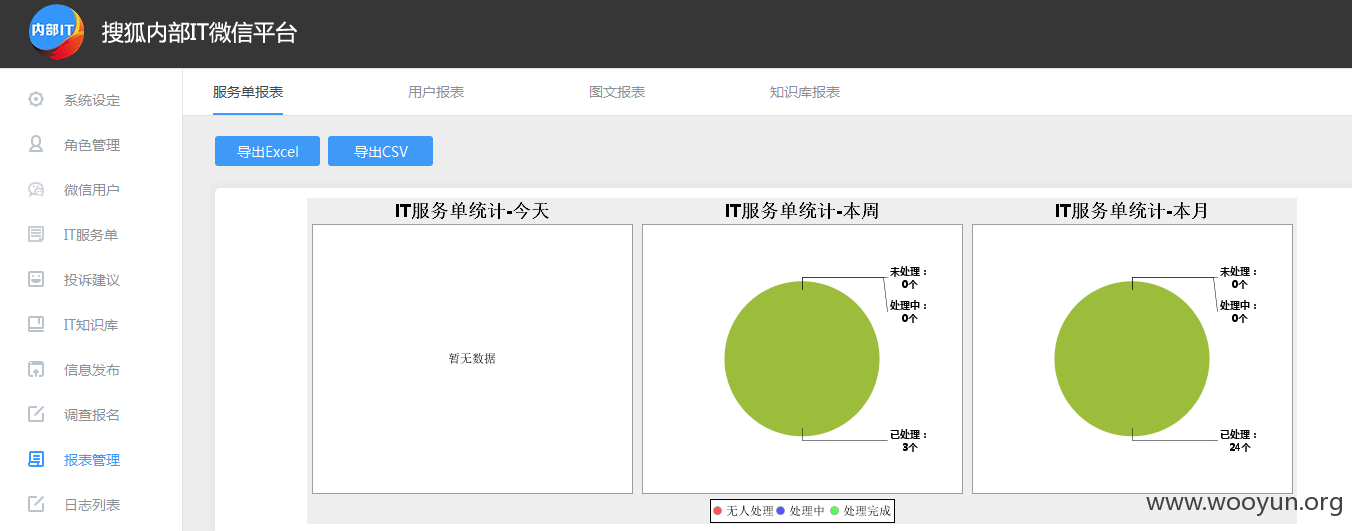 内部IT
搜狐内部IT微信平台
系统设定
角色管理
微信用户
IT服务单
投诉建议
IT知识库
信息发布
调查报名
报表管理
日志列表
服务单报表 用户报表 图文报表 知识库报表
导出Excel 导出CSV
IT服务单统计-今天
暂无数据
IT服务单统计-本周
未处理：
0个
处理中：
0个
已处理：
3个
IT服务单统计-本月
未处理：
0个
处理中：
0个
已处理：
24个
无人处理 处理中 处理完成
www.wooyun.org